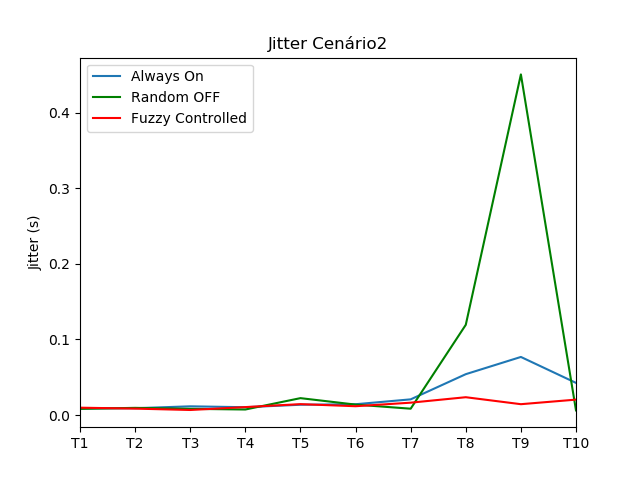 Jitter Cenário2
Always On
Random OFF
Fuzzy Controlled
Jitter (s)
0.4
0.3
0.2
0.1
0.0
T1 T2 T3 T4 T5 T6 T7 T8 T9 T10